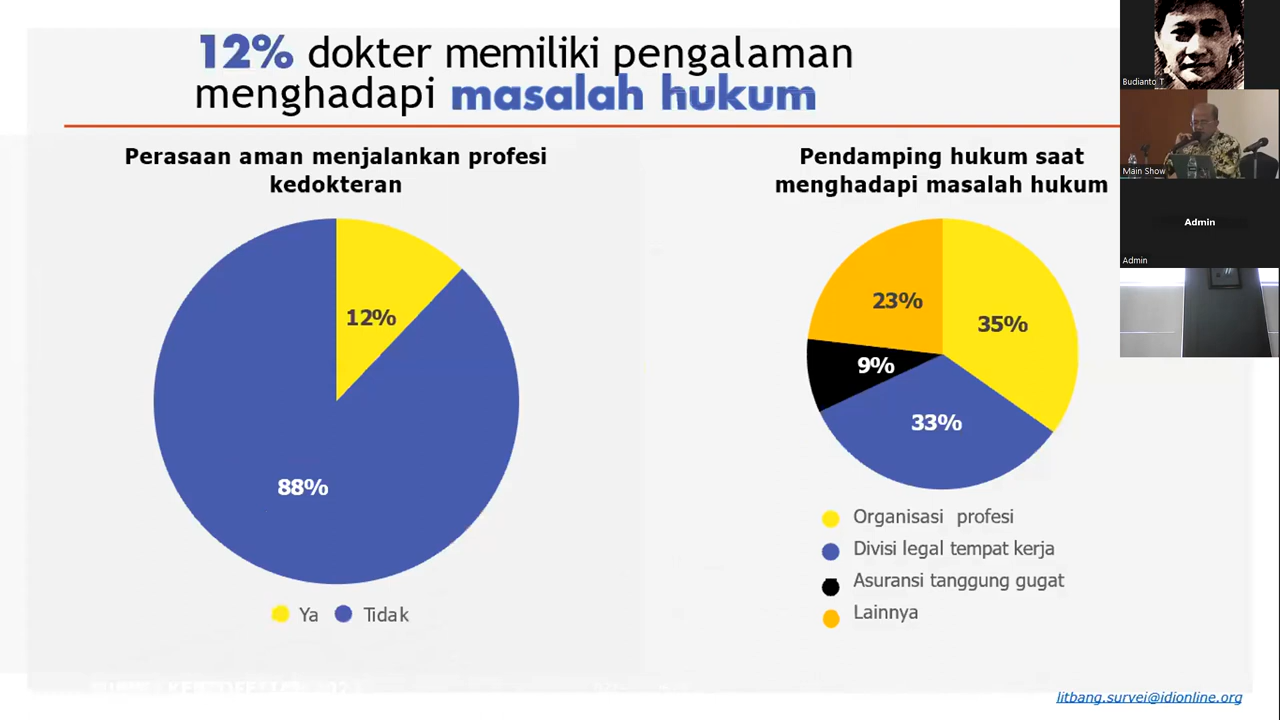 12% dokter memiliki pengalaman
menghadapi masalah hukum
Perasaan aman menjalankan profesi
kedokteran
12%
88%
Ya
Tidak
Pendamping hukum saat
menghadapi masalah hukum
23%
35%
9%
33%
Organisasi profesi
Divisi legal tempat kerja
Asuransi tanggung gugat
Lainnya
litbang.survei@idionline.org
Budianto T
Main Show
Admin
Admin